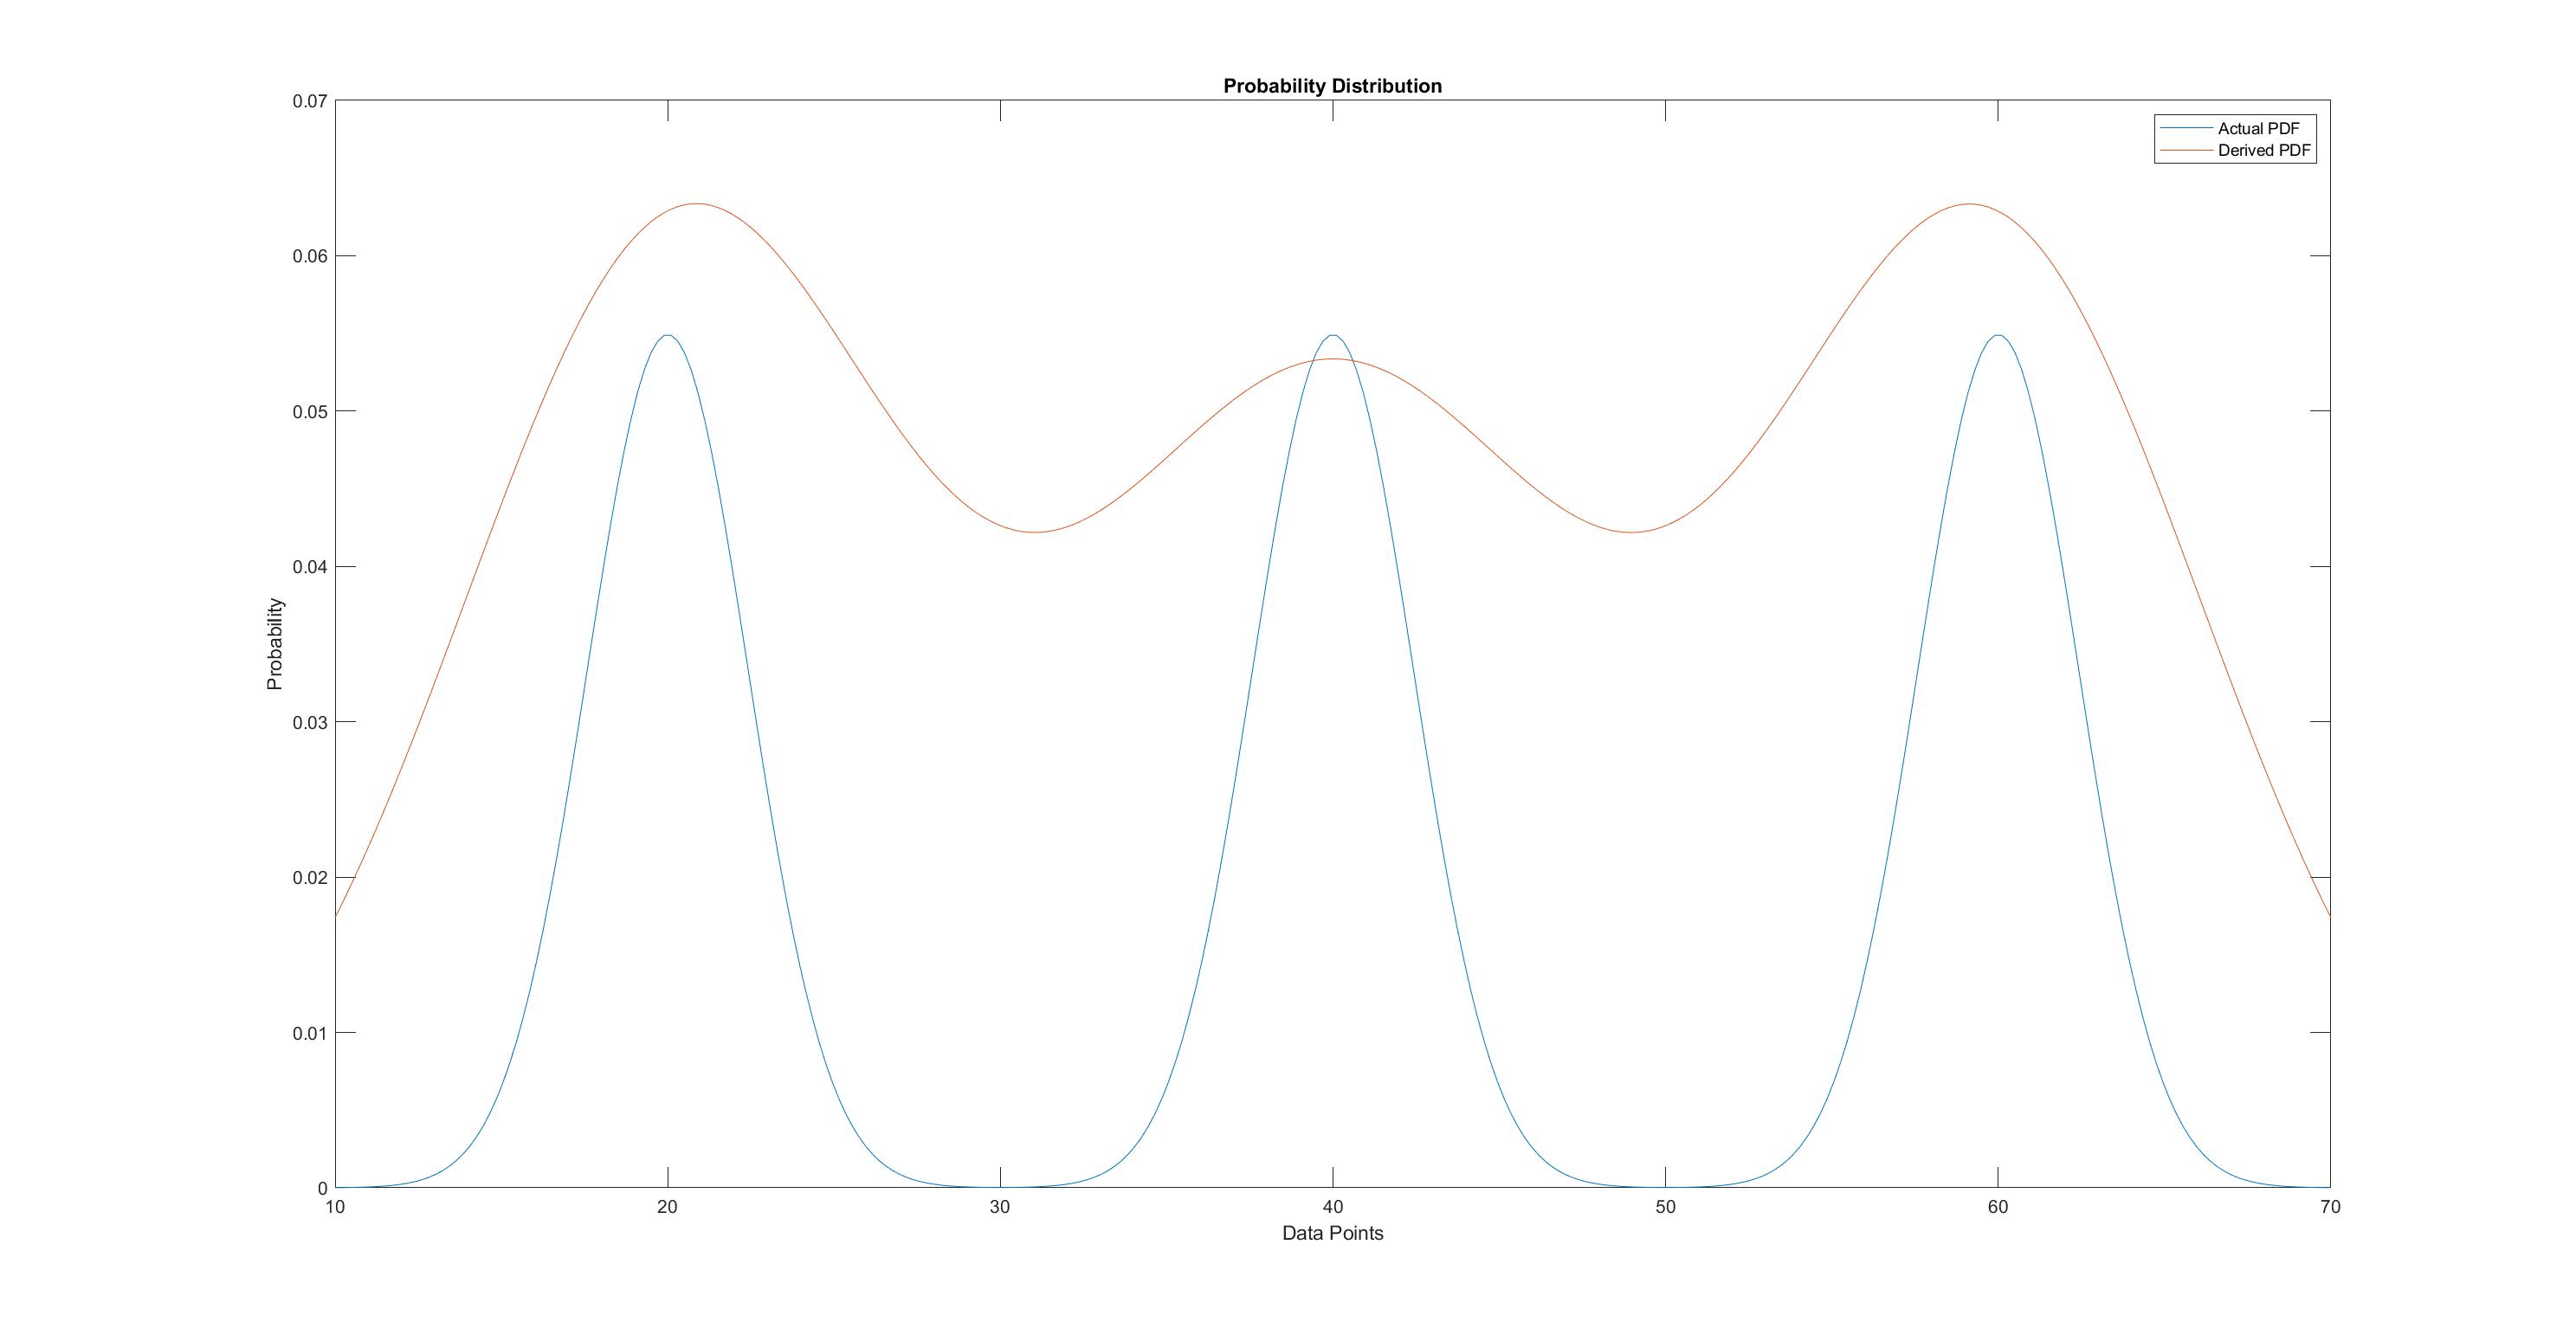 Probability Distribution
Actual PDF
Derived PDF
0.07
0.06
0.05
0.04
0.03
0.02
0.01
0
Probability
10 20 30 40 50 60 70
Data Points